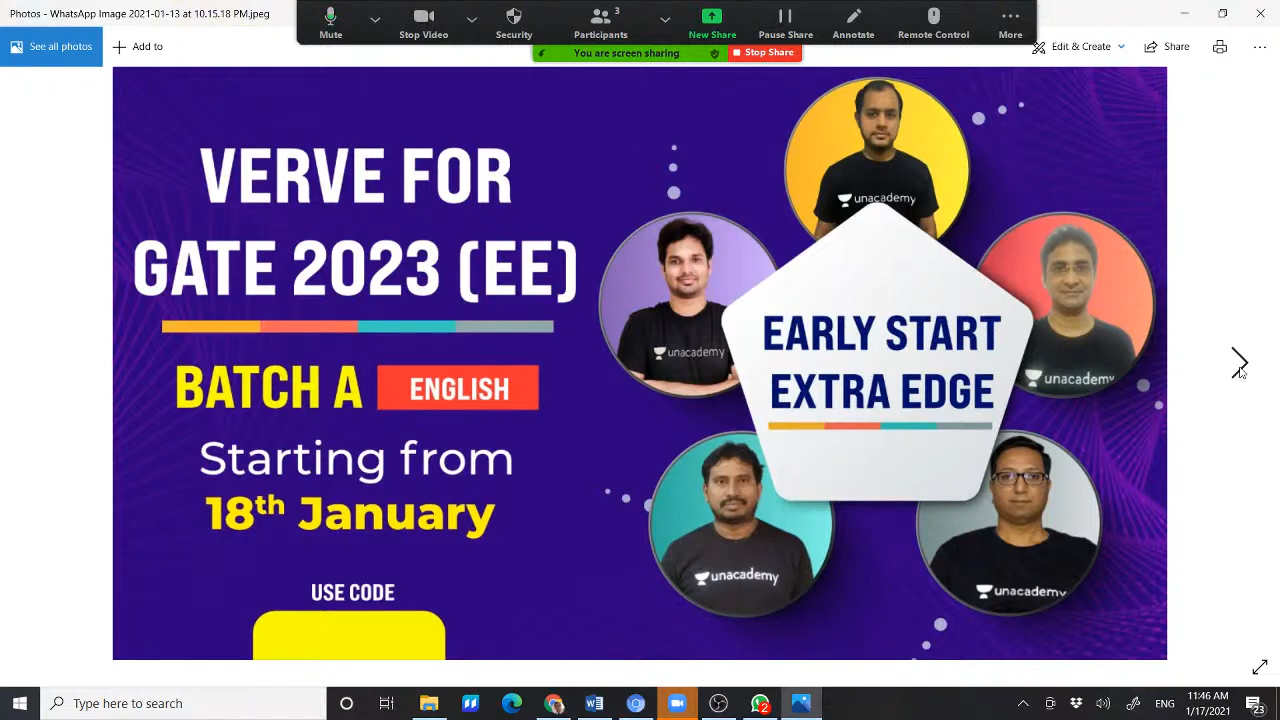 Photos - WhatsApp Image 2021-01-13 at 10.15.18 PM.jpeg
Mute
Stop Video
Security
3
Participants
New Share
Pause Share
Annotate
Remote Control
More
See all photos
Add to
You are screen sharing
Stop Share
Edit & Create
Share
VERVE FOR
GATE 2023 (EE)
BATCH A
ENGLISH
Starting from
18th January
USE CODE
unacademy
unacademy
unacademy
EARLY START
EXTRA EDGE
unacademy
unacademy
Type here to search
2
ENG
11:46 AM
1/17/2021
23